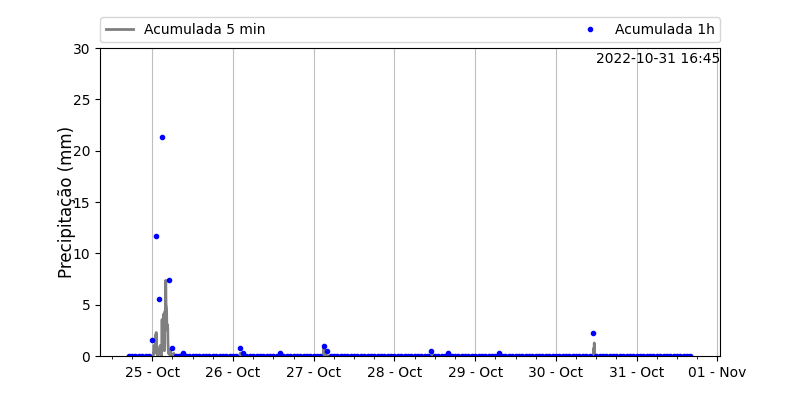 Acumulada 5 min
Acumulada 1h
2022-10-31 16:45
Precipitação (mm)
30
25
20
15
10
5
0
25 - Oct
26 - Oct
27 - Oct
28 - Oct
29 - Oct
30 - Oct
31 - Oct
01 - Nov